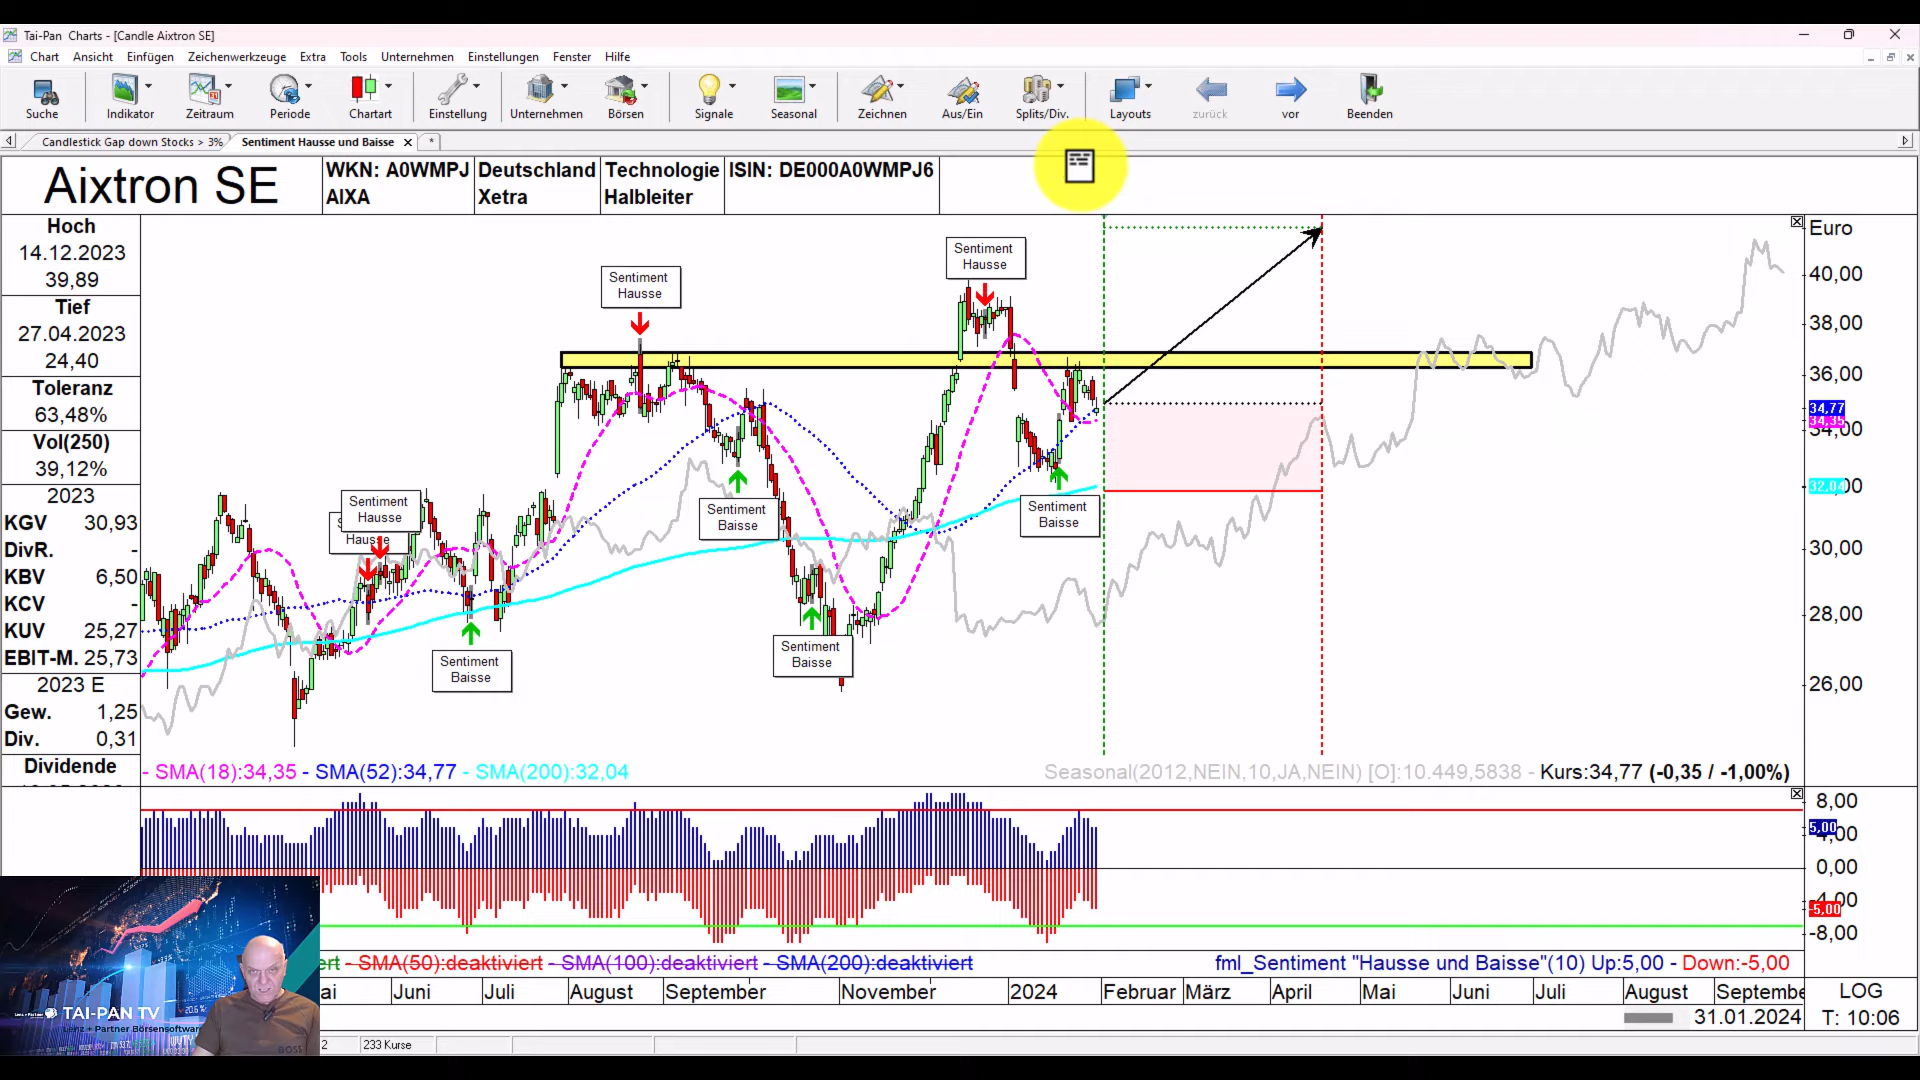 Tai-Pan Charts - [Candle Aixtron SE]
Chart Ansicht Einfügen Zeichenwerkzeuge Extra Tools Unternehmen Einstellungen Fenster Hilfe
Suche Indikator Zeitraum Periode Chartart Einstellung Unternehmen Börsen Signale Seasonal Zeichnen Aus/Ein Splits/Div. Layouts zurück vor Beenden
Candlestick Gap down Stocks > 3% Sentiment Hausse und Baisse *
Aixtron SE
WKN: A0WMPJ
AIXA
Deutschland
Xetra
Technologie
Halbleiter
ISIN: DE000A0WMPJ6
Hoch
14.12.2023
39,89
Tief
27.04.2023
24,40
Toleranz
63,48%
Vol(250)
39,12%
2023
KGV 30,93
DivR. -
KBV 6,50
KCV -
KUV 25,27
EBIT-M. 25,73
2023 E
Gew. 1,25
Div. 0,31
Dividende
Sentiment
Hausse
Hausse
Sentiment
Baisse
Sentiment
Hausse
Sentiment
Baisse
Sentiment
Baisse
Sentiment
Hausse
Sentiment
Baisse
Euro
40,00
38,00
36,00
34,77
34,35
34,00
32,04
30,00
28,00
26,00
- SMA(18):34,35 - SMA(52):34,77 - SMA(200):32,04
Seasonal(2012,NEIN,10,JA,NEIN) [O]:10.449,5838 - Kurs:34,77 (-0,35 / -1,00%)
8,00
5,00
4,00
0,00
-5,00
-8,00
- SMA(50):deaktiviert - SMA(100):deaktiviert - SMA(200):deaktiviert
fml_Sentiment "Hausse und Baisse"(10) Up:5,00 - Down:-5,00
Juni Juli August September November 2024 Februar März April Mai Juni Juli August Septembe
LOG
31.01.2024
T: 10:06
TAI-PAN TV
Lenz + Partner Börsensoftware
BOSS
2
233 Kurse